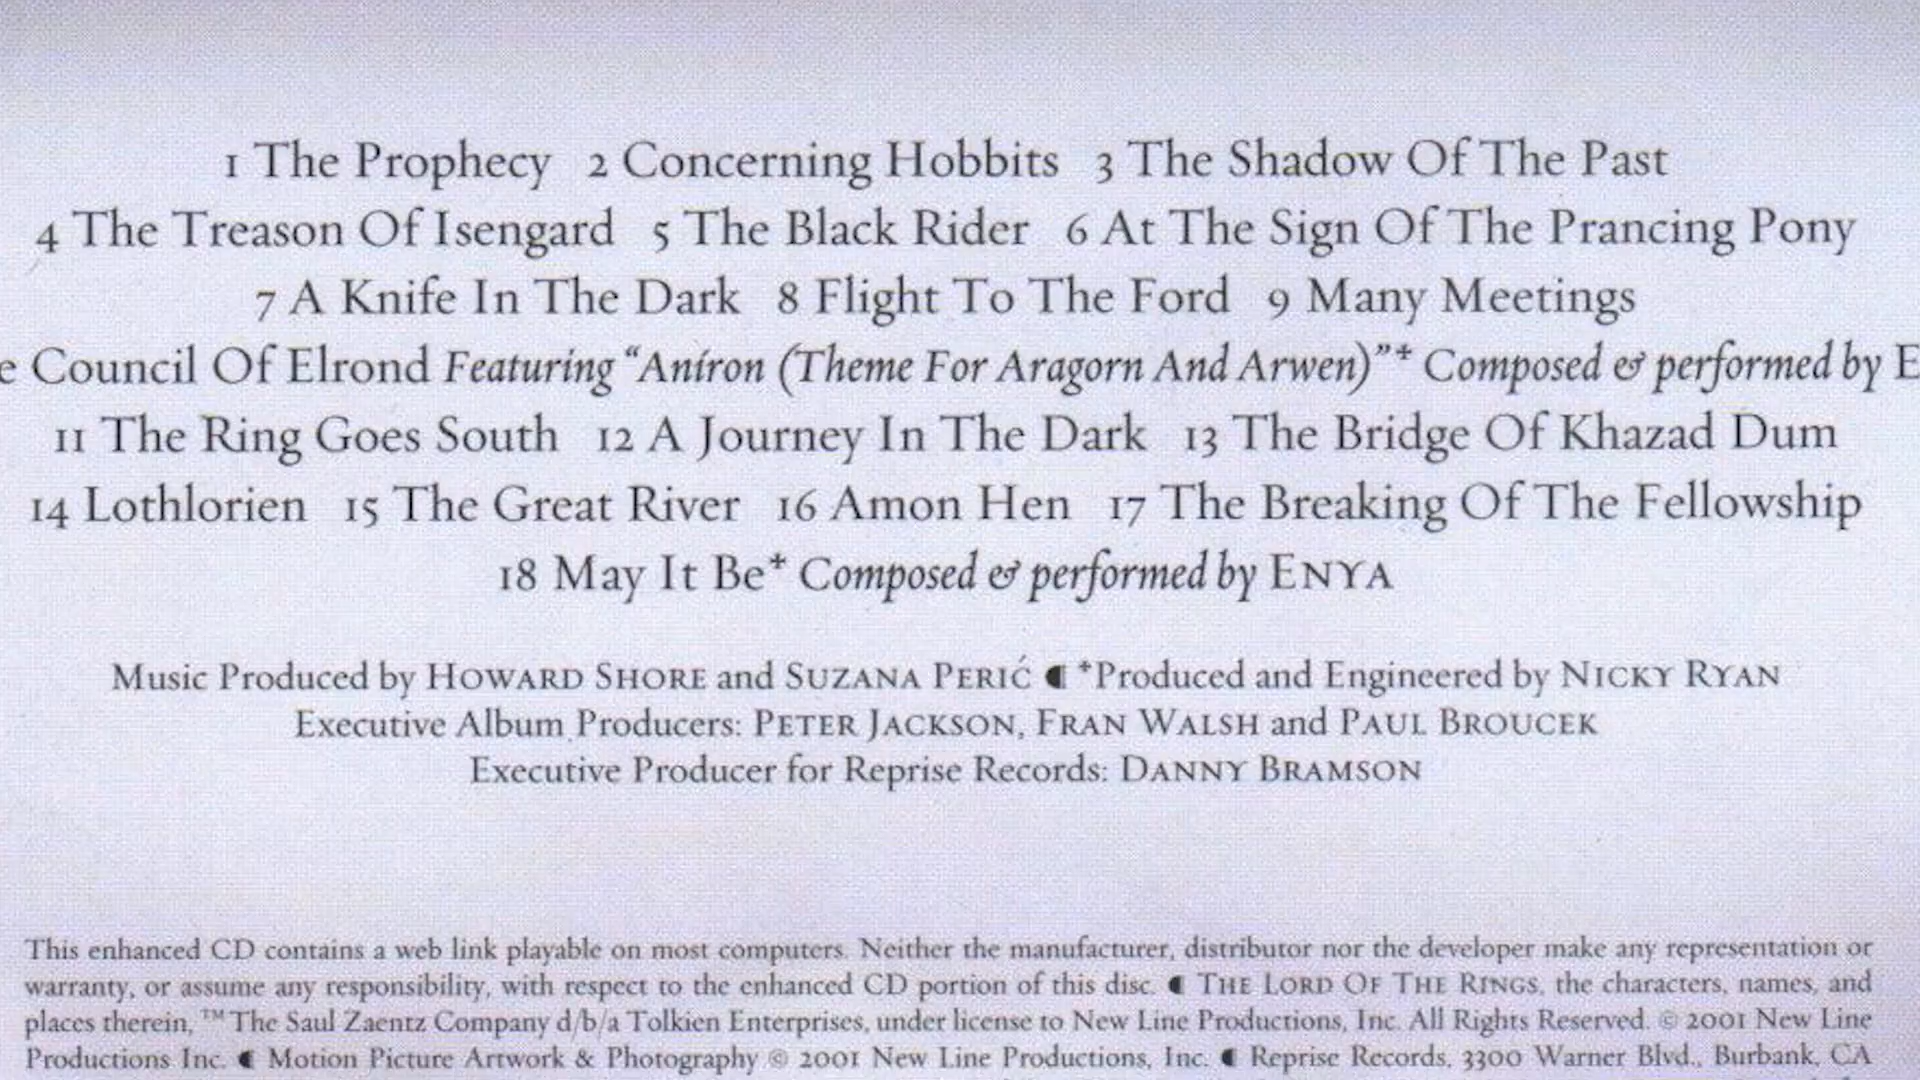 1 The Prophecy 2 Concerning Hobbits 3 The Shadow Of The Past
4 The Treason Of Isengard 5 The Black Rider 6 At The Sign Of The Prancing Pony
7 A Knife In The Dark 8 Flight To The Ford 9 Many Meetings
e Council Of Elrond Featuring “Aníron (Theme For Aragorn And Arwen)”* Composed & performed by E
11 The Ring Goes South 12 A Journey In The Dark 13 The Bridge Of Khazad Dum
14 Lothlorien 15 The Great River 16 Amon Hen 17 The Breaking Of The Fellowship
18 May It Be* Composed & performed by ENYA
Music Produced by HOWARD SHORE and SUZANA PERIĆ ¶ *Produced and Engineered by NICKY RYAN
Executive Album Producers: PETER JACKSON, FRAN WALSH and PAUL BROUCEK
Executive Producer for Reprise Records: DANNY BRAMSON
This enhanced CD contains a web link playable on most computers. Neither the manufacturer, distributor nor the developer make any representation or
warranty, or assume any responsibility, with respect to the enhanced CD portion of this disc. ¶ THE LORD OF THE RINGS, the characters, names, and
places therein, ™ The Saul Zaentz Company d/b/a Tolkien Enterprises, under license to New Line Productions, Inc. All Rights Reserved. © 2001 New Line
Productions Inc. ¶ Motion Picture Artwork & Photography © 2001 New Line Productions, Inc. ¶ Reprise Records, 3300 Warner Blvd., Burbank, CA